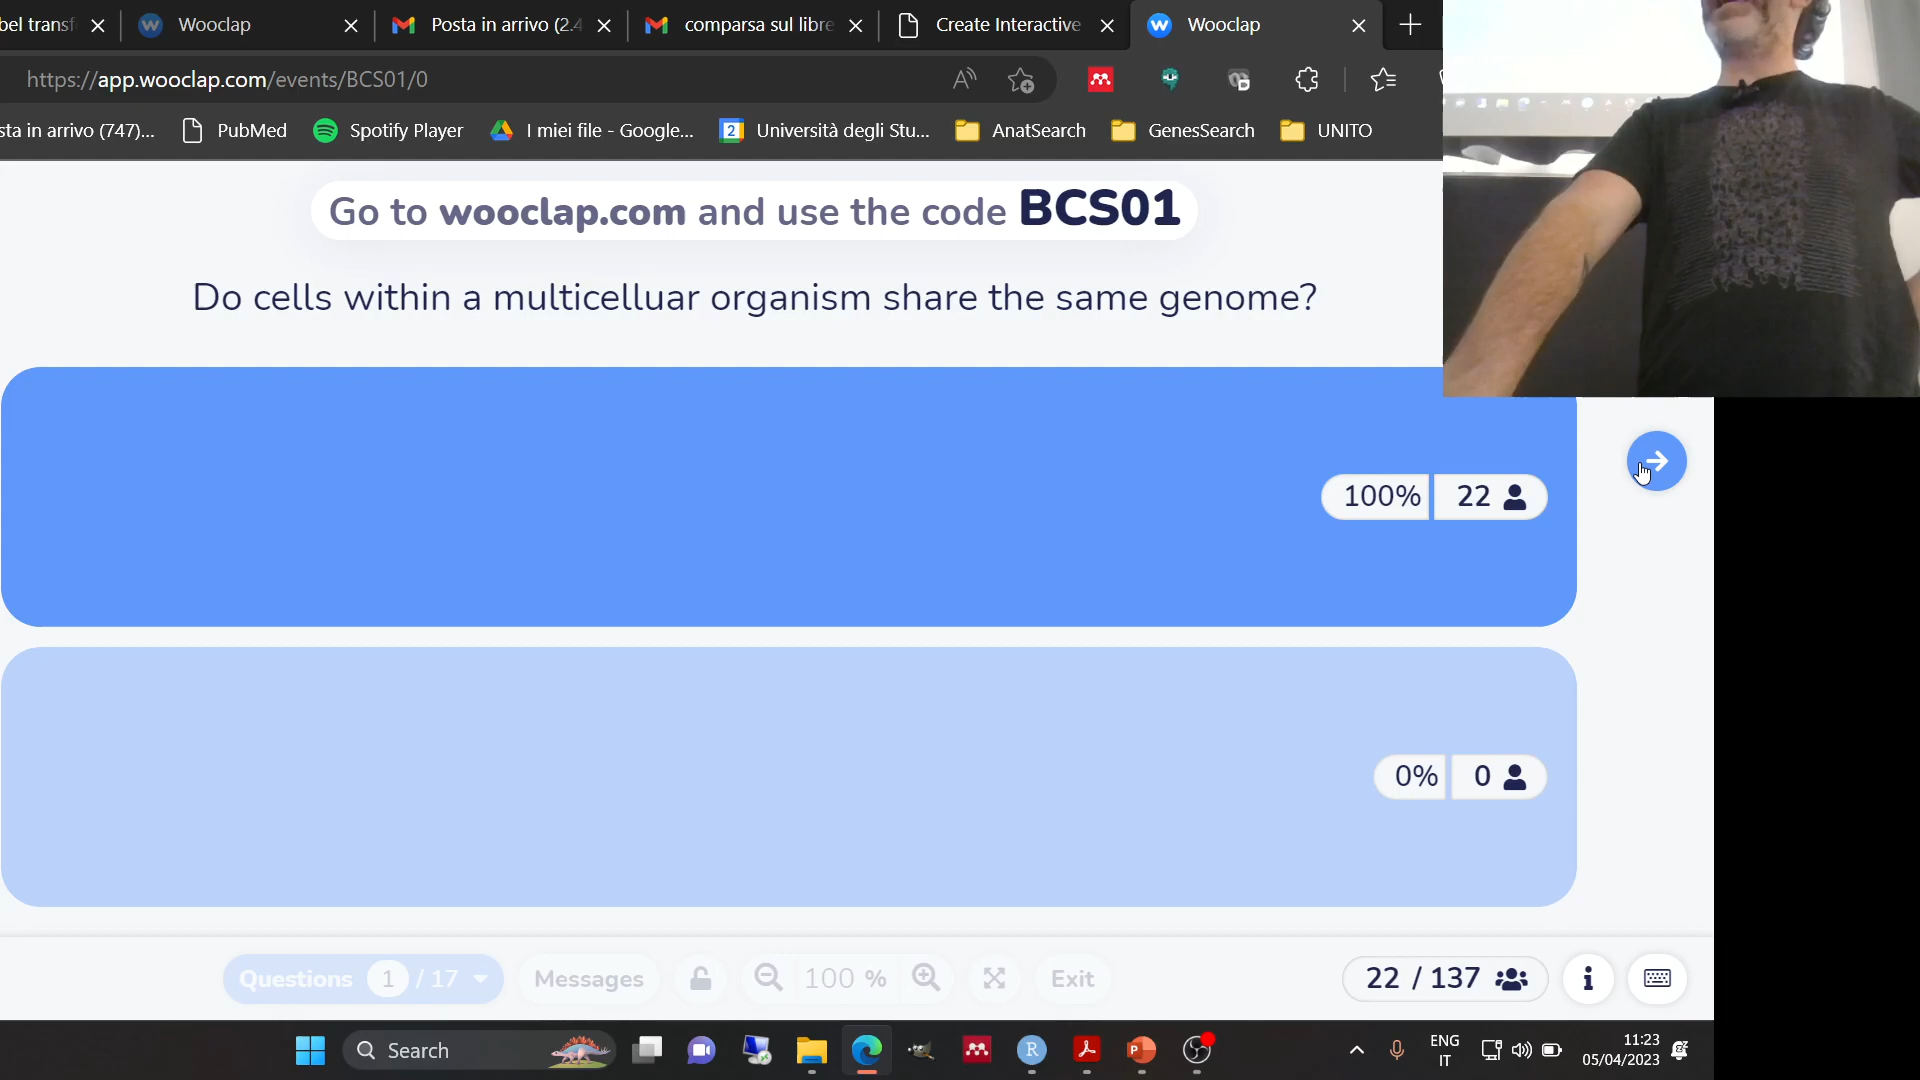 bel transf
Wooclap
Posta in arrivo (2.4
comparsa sul libre
Create Interactive
Wooclap
https://app.wooclap.com/events/BCS01/0
sta in arrivo (747)...
PubMed
Spotify Player
I miei file - Google...
2
Università degli Stu...
AnatSearch
GenesSearch
UNITO
Go to wooclap.com and use the code BCS01
Do cells within a multicelluar organism share the same genome?
100% 22
0% 0
Questions 1 / 17
Messages
100 %
Exit
22 / 137
Search
ENG
IT
11:23
05/04/2023